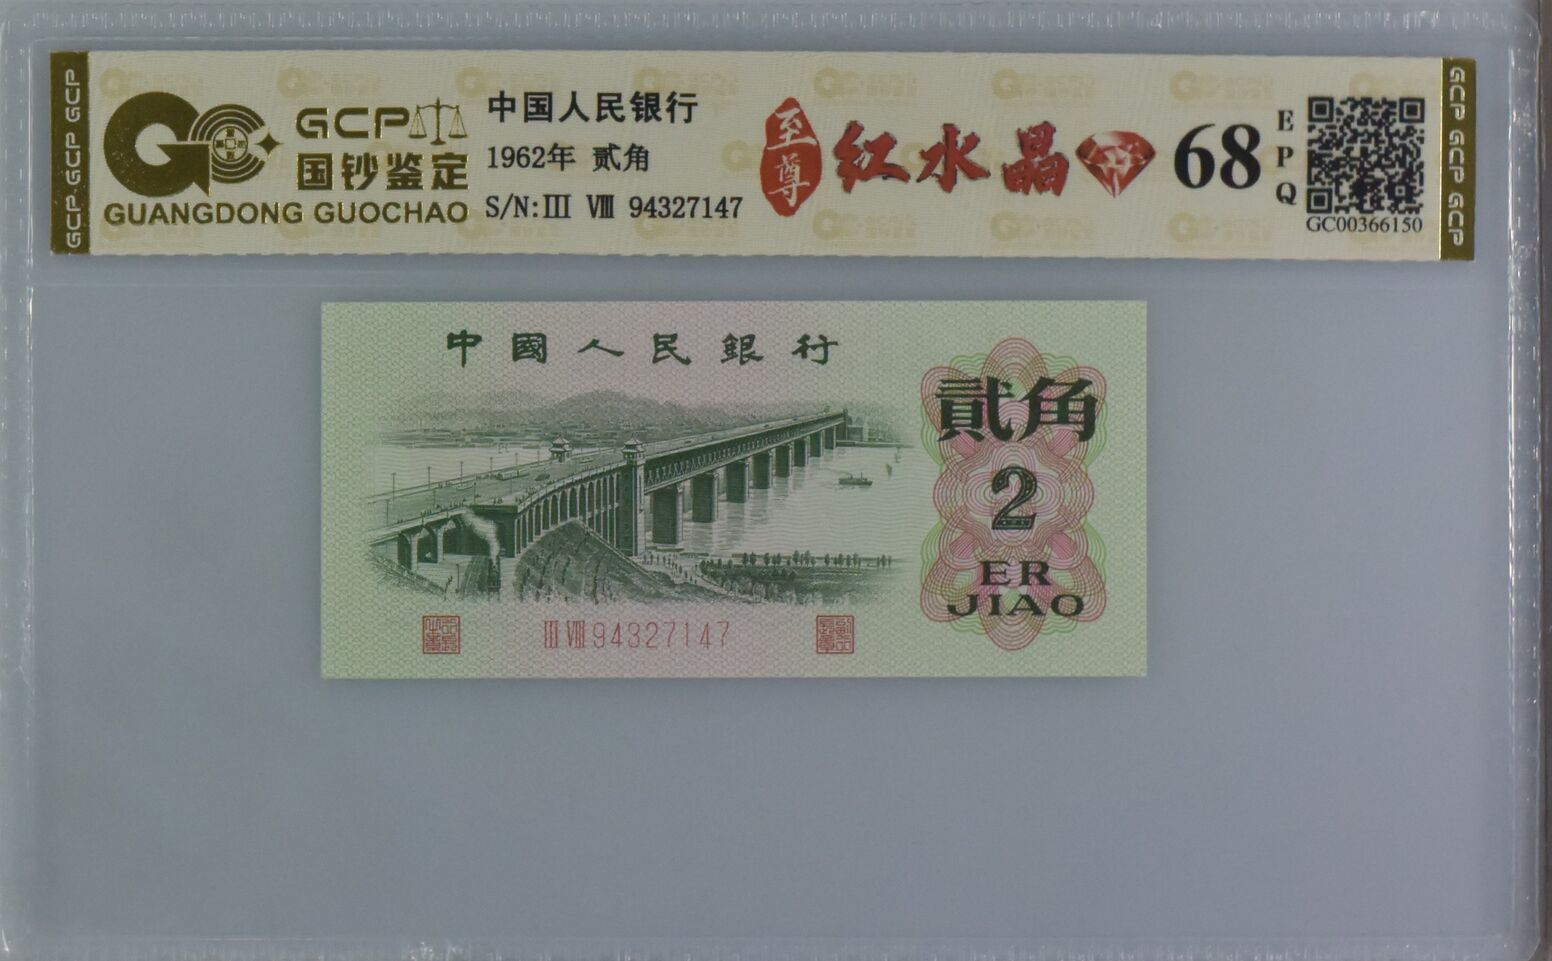 GCP GCP GCP
GCP
国钞鉴定
GUANGDONG GUOCHAO
中国人民银行
1962年 贰角
S/N:Ⅲ Ⅷ 94327147
至尊
红水晶
68
EPQ
GC00366150
GCP GCP GCP
中國人民銀行
貳角
2
ER
JIAO
Ⅲ Ⅷ 94327147